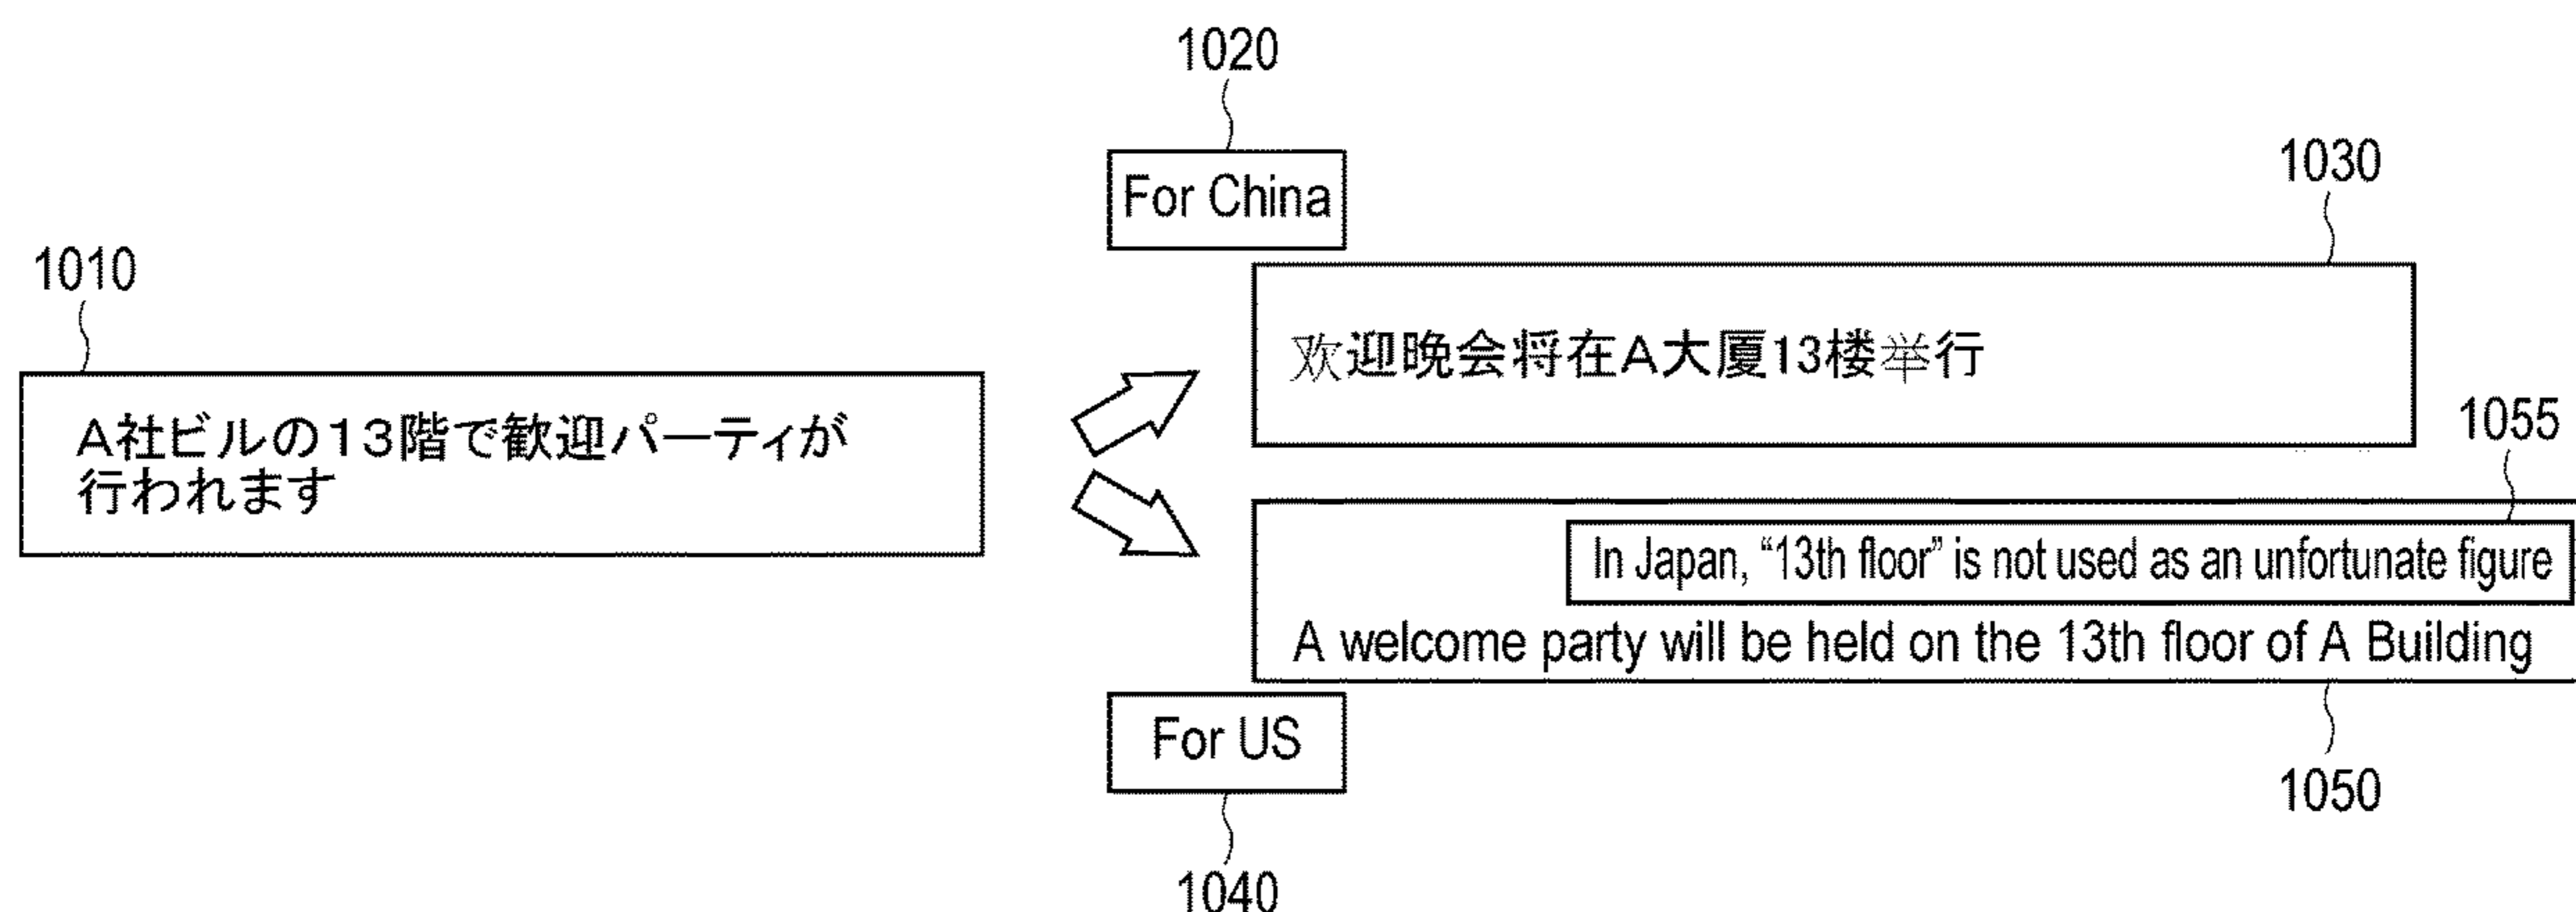 1020
For China
1030
1010
欢迎晚会将在A大厦13楼举行
A社ビルの13階で歓迎パーティが
行われます
1055
In Japan, “13th floor” is not used as an unfortunate figure
A welcome party will be held on the 13th floor of A Building
For US
1050
1040